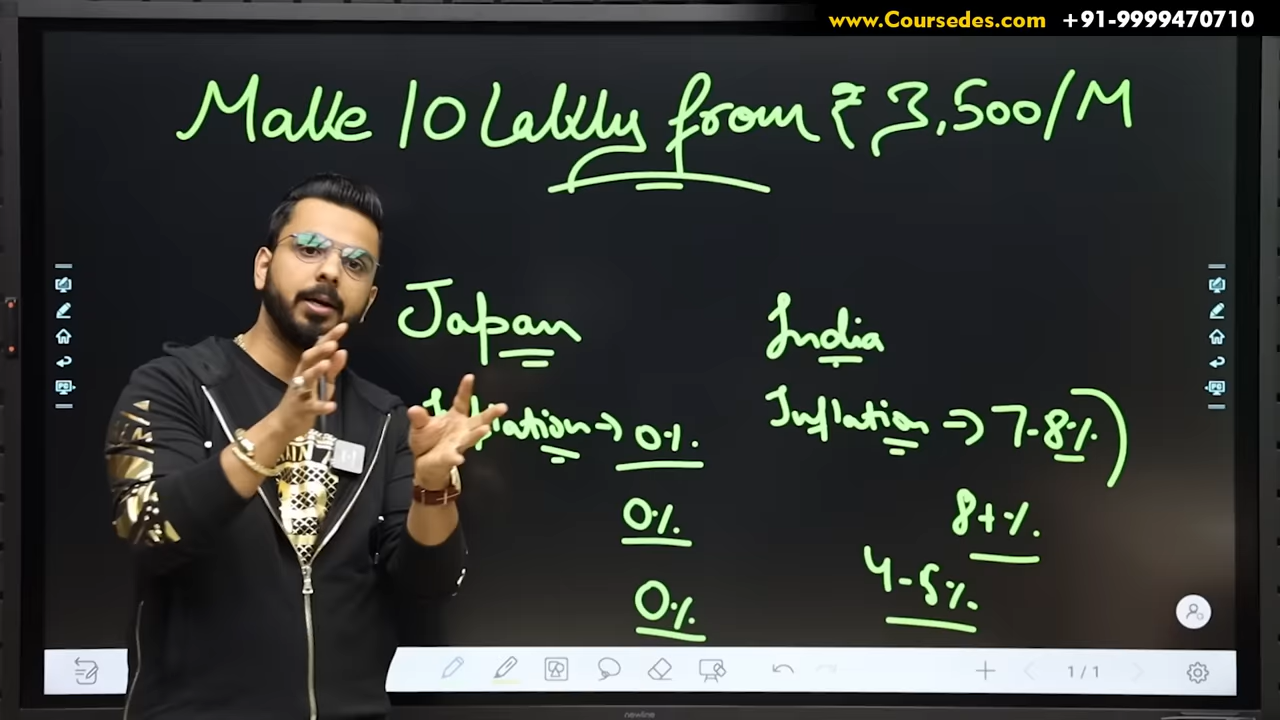 www.Coursedes.com +91-9999470710
Make 10 Lakhs from ₹3,500/M
Japan
Inflation → 0%.
0%.
0%.
India
Inflation ⇒ 7-8%.
8+%.
4-5%.
1/1
newline